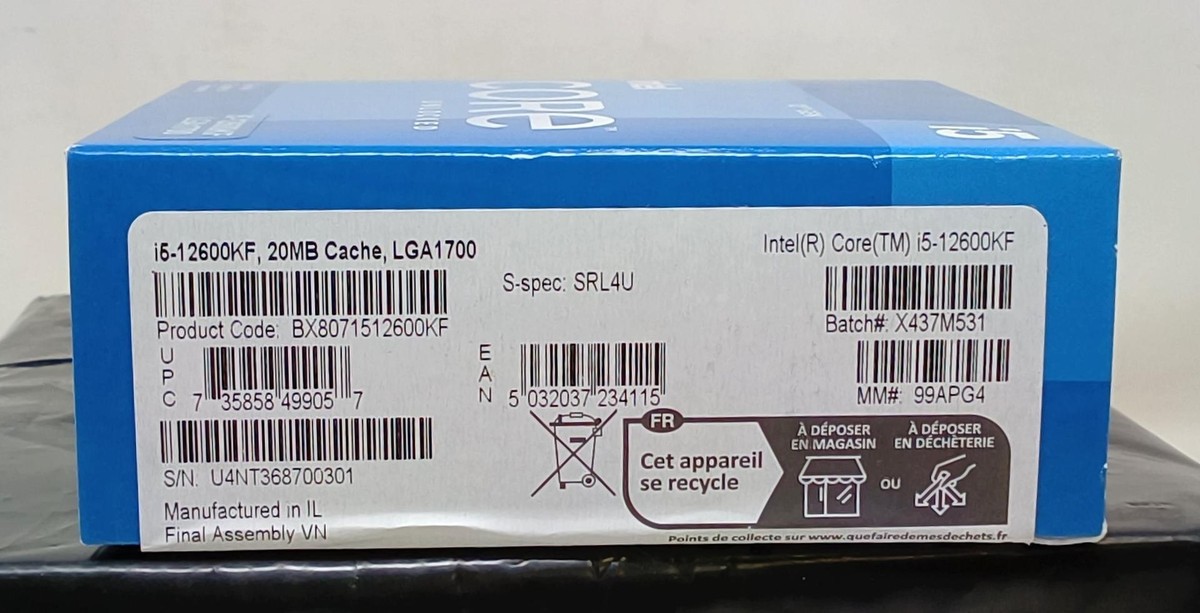 CORE
UNLOCKED
i5
i5-12600KF, 20MB Cache, LGA1700
Intel(R) Core(TM) i5-12600KF
S-spec: SRL4U
Product Code: BX8071512600KF
Batch#: X437M531
UPC
7 35858 49905 7
EAN
5 032037 234115
MM#: 99APG4
S/N: U4NT368700301
Manufactured in IL
Final Assembly VN
FR
Cet appareil
se recycle
À DÉPOSER
EN MAGASIN
OU
À DÉPOSER
EN DÉCHÈTERIE
Points de collecte sur www.quefairedemesdechets.fr